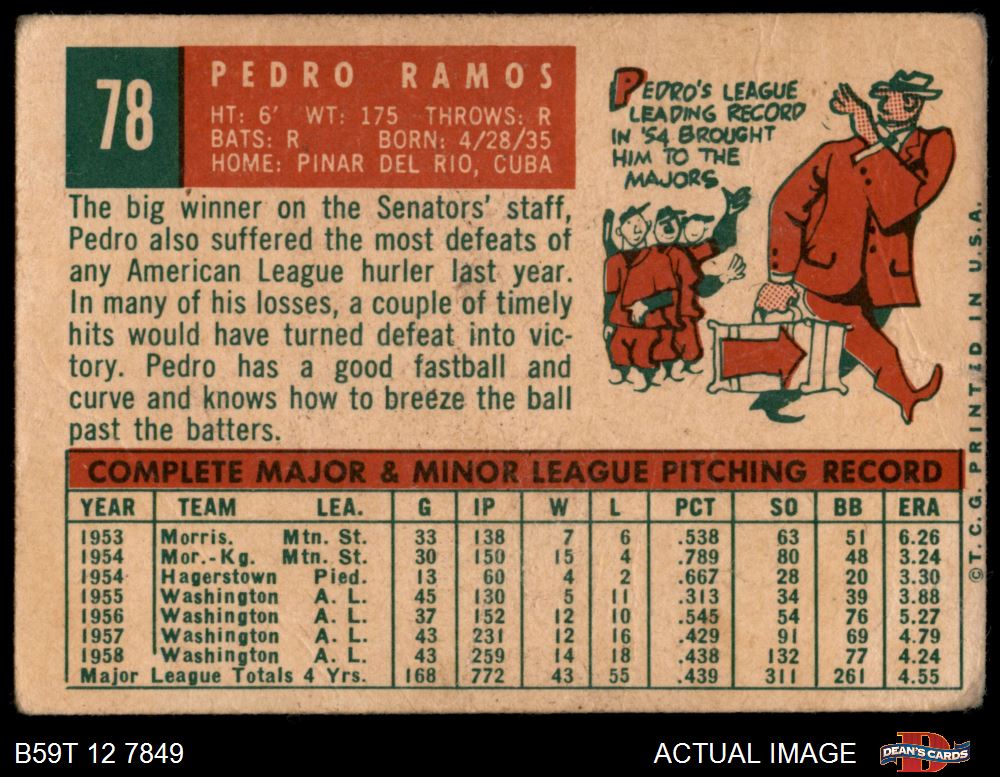 78
PEDRO RAMOS
HT: 6' WT: 175 THROWS: R
BATS: R BORN: 4/28/35
HOME: PINAR DEL RIO, CUBA
PEDRO'S LEAGUE
LEADING RECORD
IN '54 BROUGHT
HIM TO THE
MAJORS
The big winner on the Senators' staff,
Pedro also suffered the most defeats of
any American League hurler last year.
In many of his losses, a couple of timely
hits would have turned defeat into vic-
tory. Pedro has a good fastball and
curve and knows how to breeze the ball
past the batters.
COMPLETE MAJOR & MINOR LEAGUE PITCHING RECORD
YEAR TEAM LEA. G IP W L PCT SO BB ERA
1953 Morris. Mtn. St. 33 138 7 6 .538 63 51 6.26
1954 Mor.-Kg. Mtn. St. 30 150 15 4 .789 80 48 3.24
1954 Hagerstown Pied. 13 60 4 2 .667 28 20 3.30
1955 Washington A. L. 45 130 5 11 .313 34 39 3.88
1956 Washington A. L. 37 152 12 10 .545 54 76 5.27
1957 Washington A. L. 43 231 12 16 .429 91 69 4.79
1958 Washington A. L. 43 259 14 18 .438 132 77 4.24
Major League Totals 4 Yrs. 168 772 43 55 .439 311 261 4.55
© T. C. G. PRINTED IN U.S.A.
B59T 12 7849
ACTUAL IMAGE
D
DEAN'S CARDS